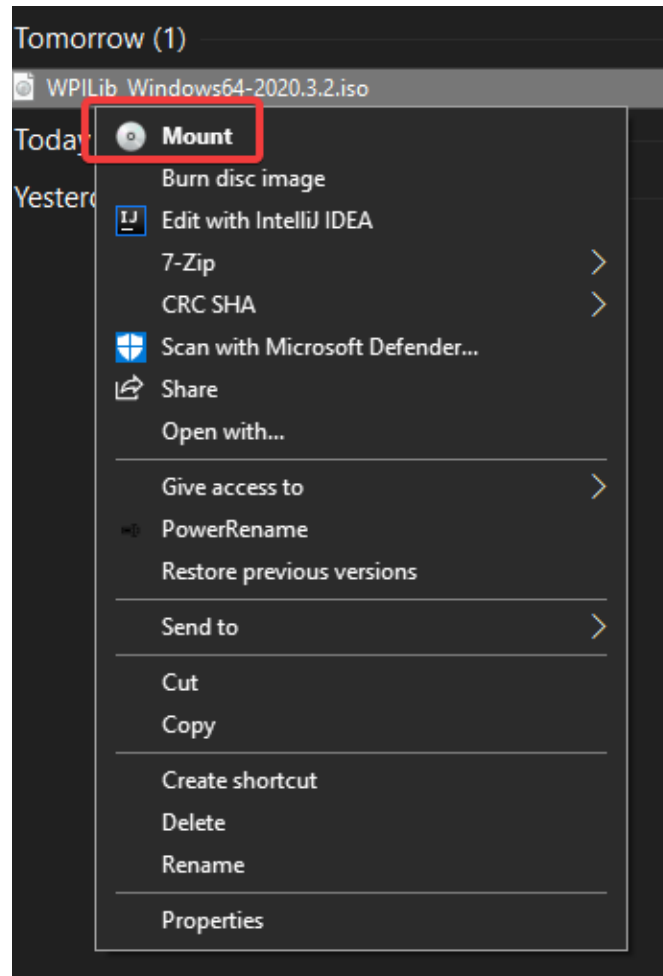 Tomorrow (1)
WPILib_Windows64-2020.3.2.iso
Today
Mount
Burn disc image
IJ
Edit with IntelliJ IDEA
7-Zip
CRC SHA
Scan with Microsoft Defender...
Share
Open with...
Give access to
PowerRename
Restore previous versions
Send to
Cut
Copy
Create shortcut
Delete
Rename
Properties